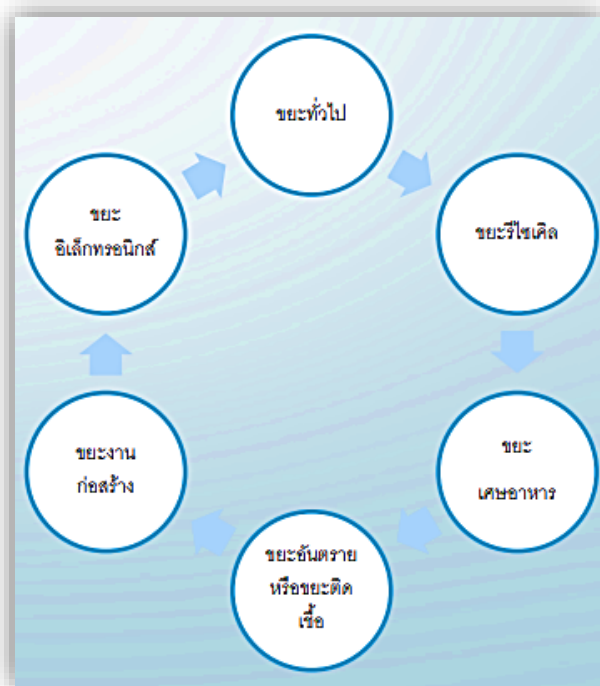 ขยะทั่วไป
ขยะรีไซเคิล
ขยะ
เศษอาหาร
ขยะอันตราย
หรือขยะติด
เชื้อ
ขยะงาน
ก่อสร้าง
ขยะ
อิเล็กทรอนิกส์